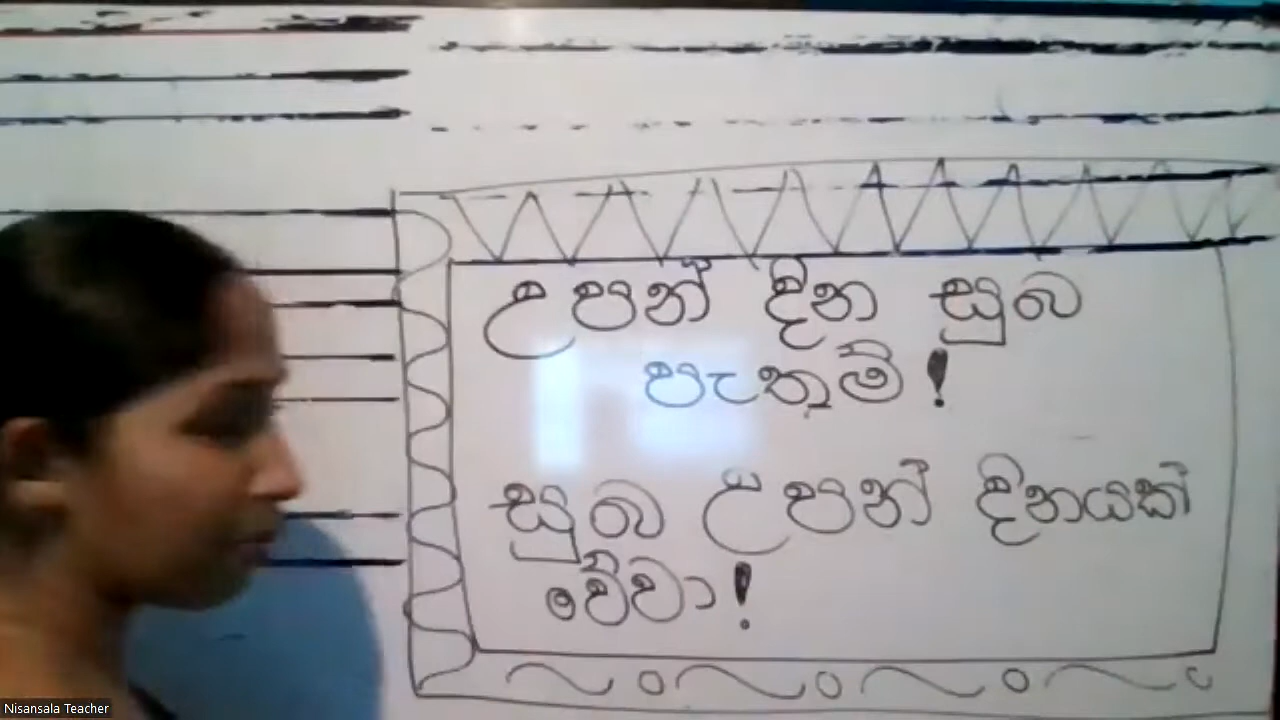 උපන් දින සුබ
පැතුම්!
සුබ උපන් දිනයක්
වේවා!
Nisansala Teacher